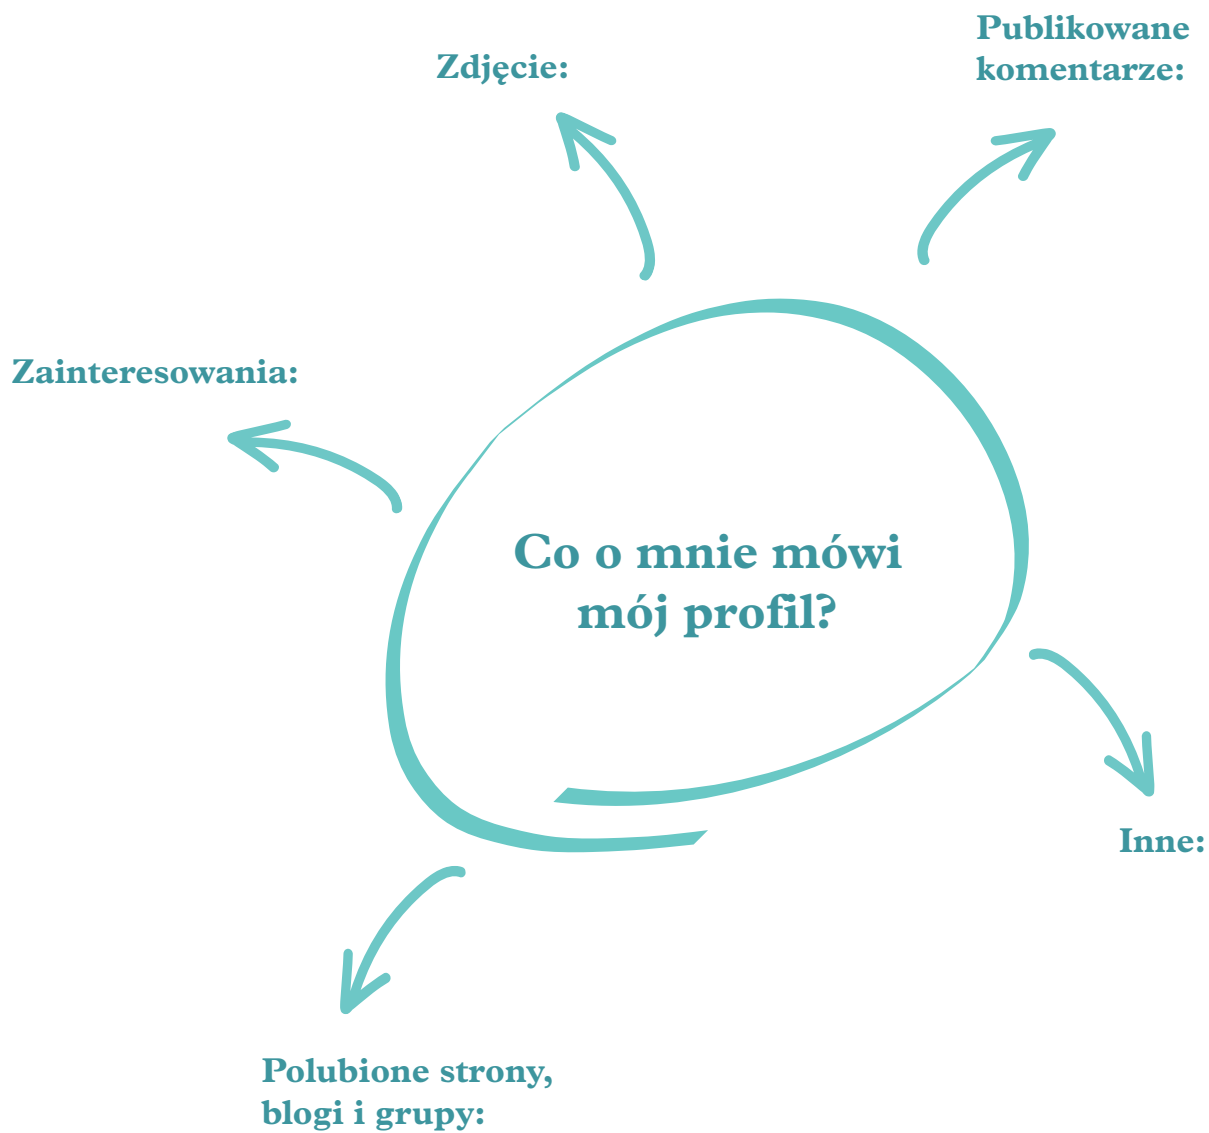 Publikowane
komentarze:
Zdjęcie:
Zainteresowania:
Co o mnie mówi
mój profil?
Inne:
Polubione strony,
blogi i grupy: